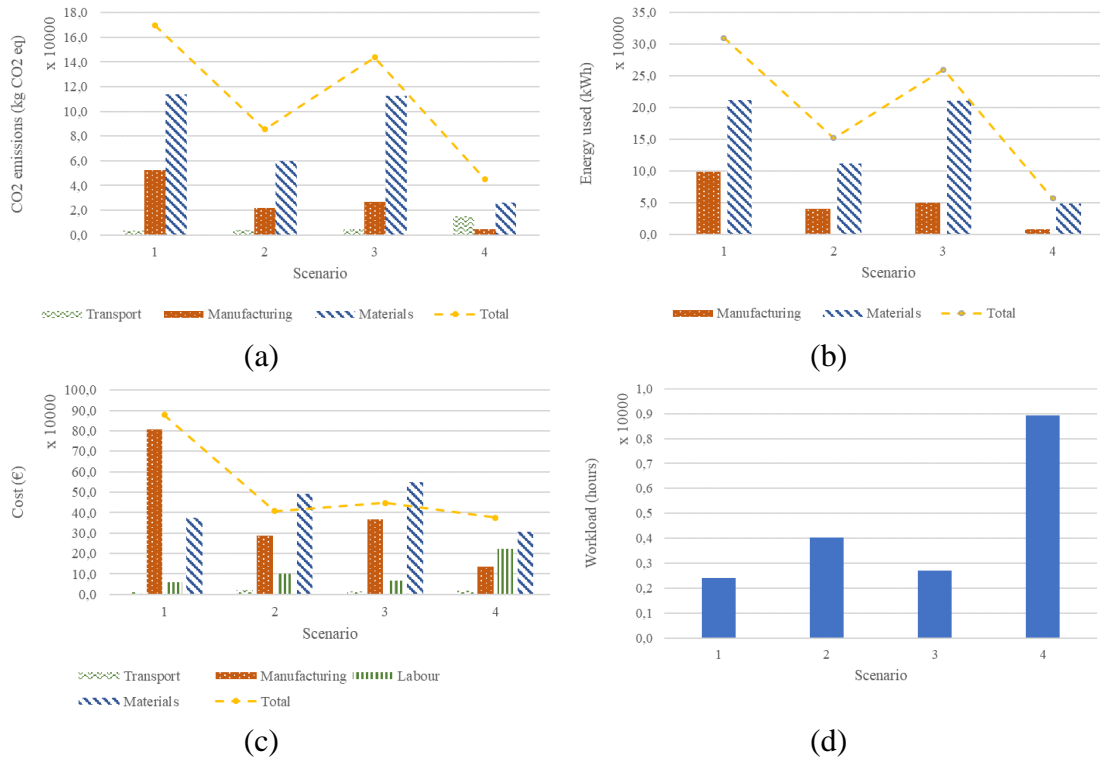 CO2 emissions (kg CO2 eq)
x 10000
18,0
16,0
14,0
12,0
10,0
8,0
6,0
4,0
2,0
0,0
1 2 3 4
Scenario
Transport Manufacturing Materials Total
(a)
Energy used (kWh)
x 10000
35,0
30,0
25,0
20,0
15,0
10,0
5,0
0,0
1 2 3 4
Scenario
Manufacturing Materials Total
(b)
Cost (€)
x 10000
100,0
90,0
80,0
70,0
60,0
50,0
40,0
30,0
20,0
10,0
0,0
1 2 3 4
Scenario
Transport Manufacturing Labour
Materials Total
(c)
Workload (hours)
x 10000
1,0
0,9
0,8
0,7
0,6
0,5
0,4
0,3
0,2
0,1
0,0
1 2 3 4
Scenario
(d)